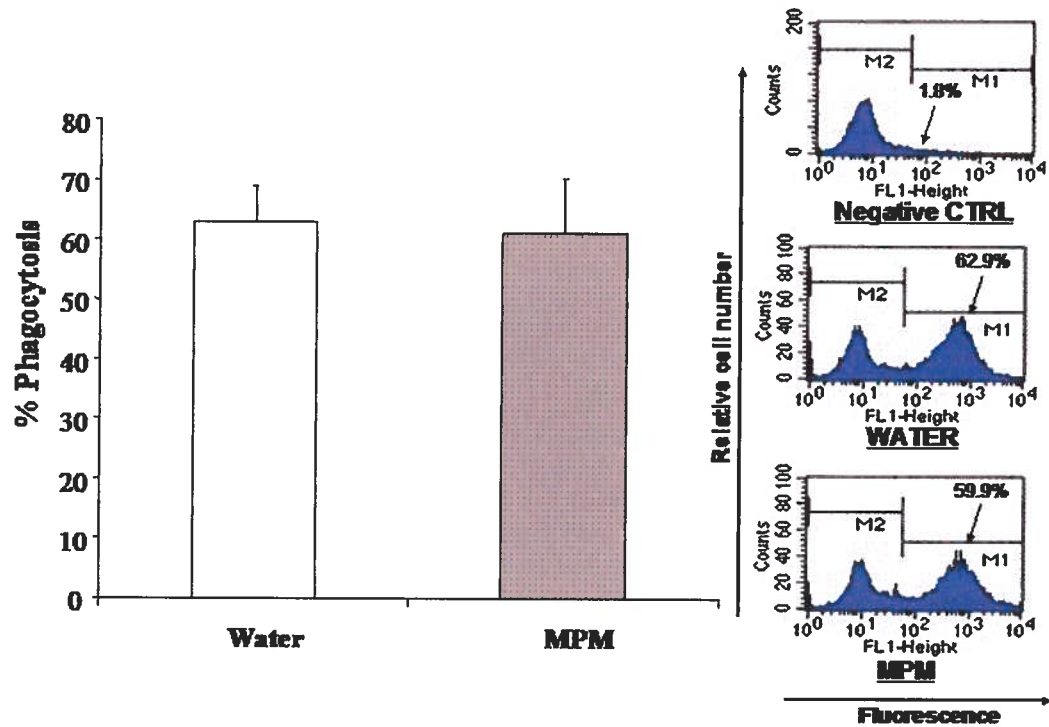 % Phagocytosis
80
70
60
50
40
30
20
10
0
Water MPM
Relative cell number
Counts
200
0
M2
M1
1.8%
10^0 10^1 10^2 10^3 10^4
FL1-Height
Negative CTRL
Counts
0 20 40 60 80 100
M2
M1
62.9%
10^0 10^1 10^2 10^3 10^4
FL1-Height
WATER
Counts
0 20 40 60 80 100
M2
M1
59.9%
10^0 10^1 10^2 10^3 10^4
FL1-Height
MPM
Fluorescence